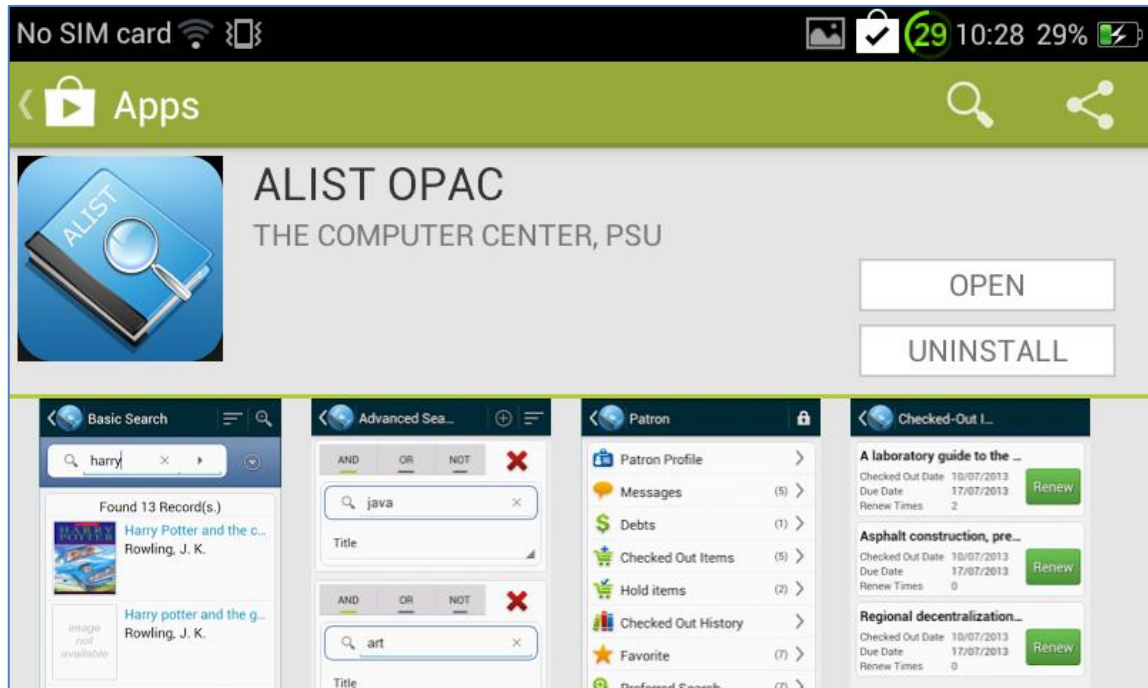 No SIM card
29 10:28 29%
Apps
ALIST
ALIST OPAC
THE COMPUTER CENTER, PSU
OPEN
UNINSTALL
Basic Search
harry
Found 13 Record(s.)
HARRY
POTTER
Harry Potter and the c...
Rowling, J. K.
image
not
available
Harry potter and the g...
Rowling, J. K.
Advanced Sea...
AND OR NOT
java
Title
AND OR NOT
art
Title
Patron
Patron Profile
Messages (5)
Debts (1)
Checked Out Items (5)
Hold items (2)
Checked Out History
Favorite (7)
Preferred Search (7)
Checked-Out I...
A laboratory guide to the ...
Checked Out Date 10/07/2013
Due Date 17/07/2013
Renew Times 2
Renew
Asphalt construction, pre...
Checked Out Date 10/07/2013
Due Date 17/07/2013
Renew Times 0
Renew
Regional decentralization...
Checked Out Date 10/07/2013
Due Date 17/07/2013
Renew Times 0
Renew